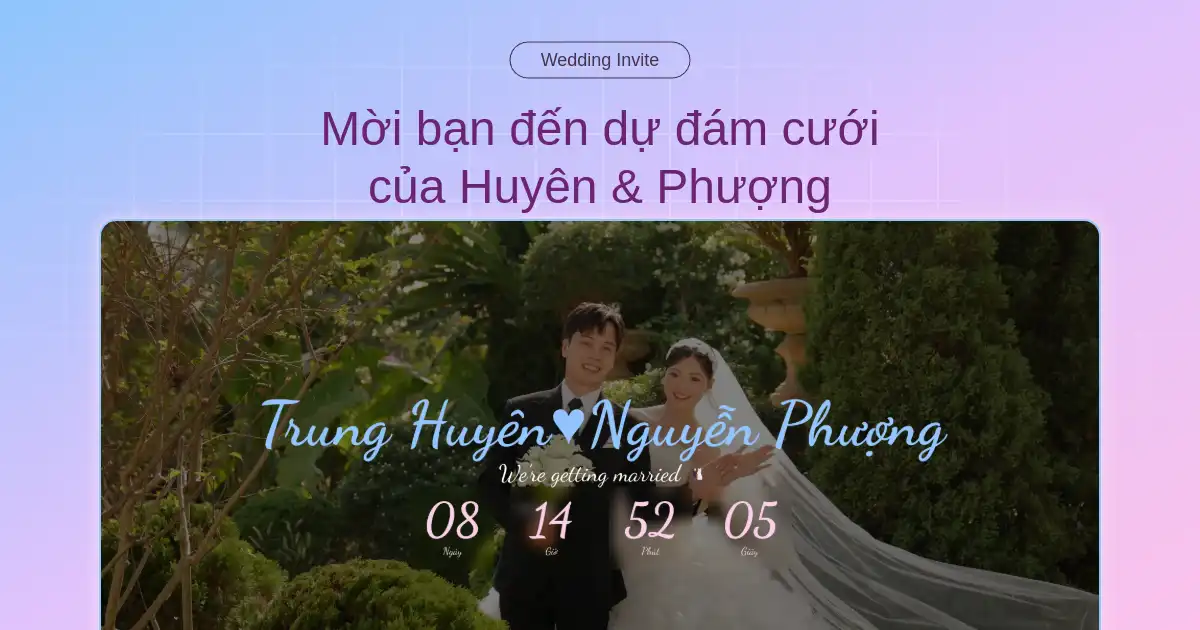 Wedding Invite
Mời bạn đến dự đám cưới
của Huyên & Phượng
Trung Huyên♥Nguyễn Phượng
We're getting married
08 14 52 05
Ngày Giờ Phút Giây